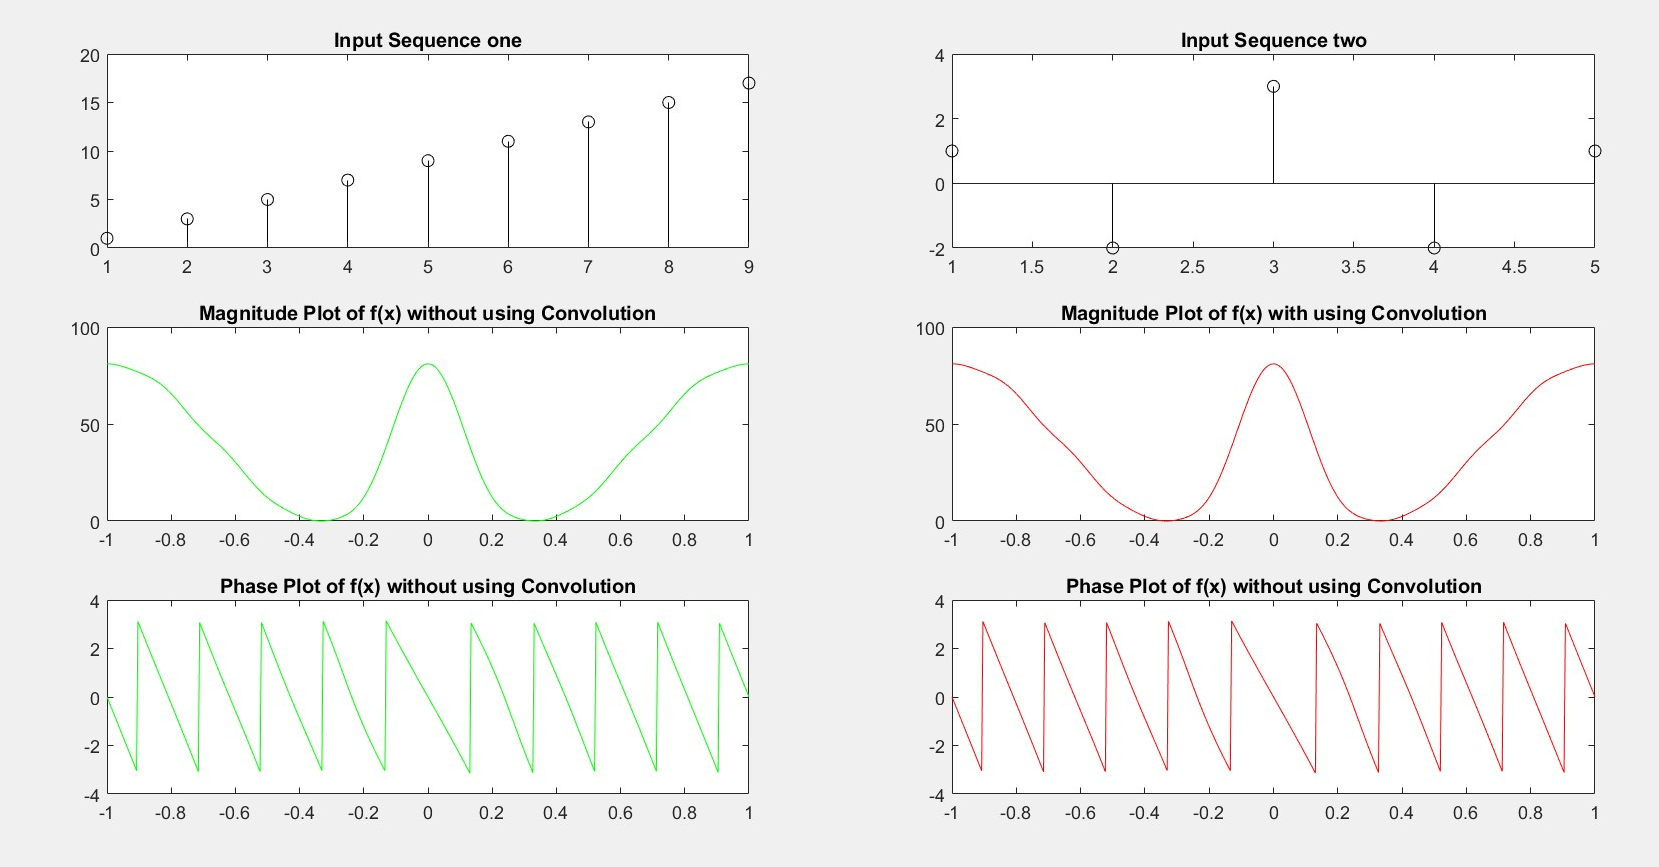 Input Sequence one
20
15
10
5
0
1 2 3 4 5 6 7 8 9
Input Sequence two
4
2
0
-2
1 1.5 2 2.5 3 3.5 4 4.5 5
Magnitude Plot of f(x) without using Convolution
100
50
0
-1 -0.8 -0.6 -0.4 -0.2 0 0.2 0.4 0.6 0.8 1
Magnitude Plot of f(x) with using Convolution
100
50
0
-1 -0.8 -0.6 -0.4 -0.2 0 0.2 0.4 0.6 0.8 1
Phase Plot of f(x) without using Convolution
4
2
0
-2
-4
-1 -0.8 -0.6 -0.4 -0.2 0 0.2 0.4 0.6 0.8 1
Phase Plot of f(x) without using Convolution
4
2
0
-2
-4
-1 -0.8 -0.6 -0.4 -0.2 0 0.2 0.4 0.6 0.8 1